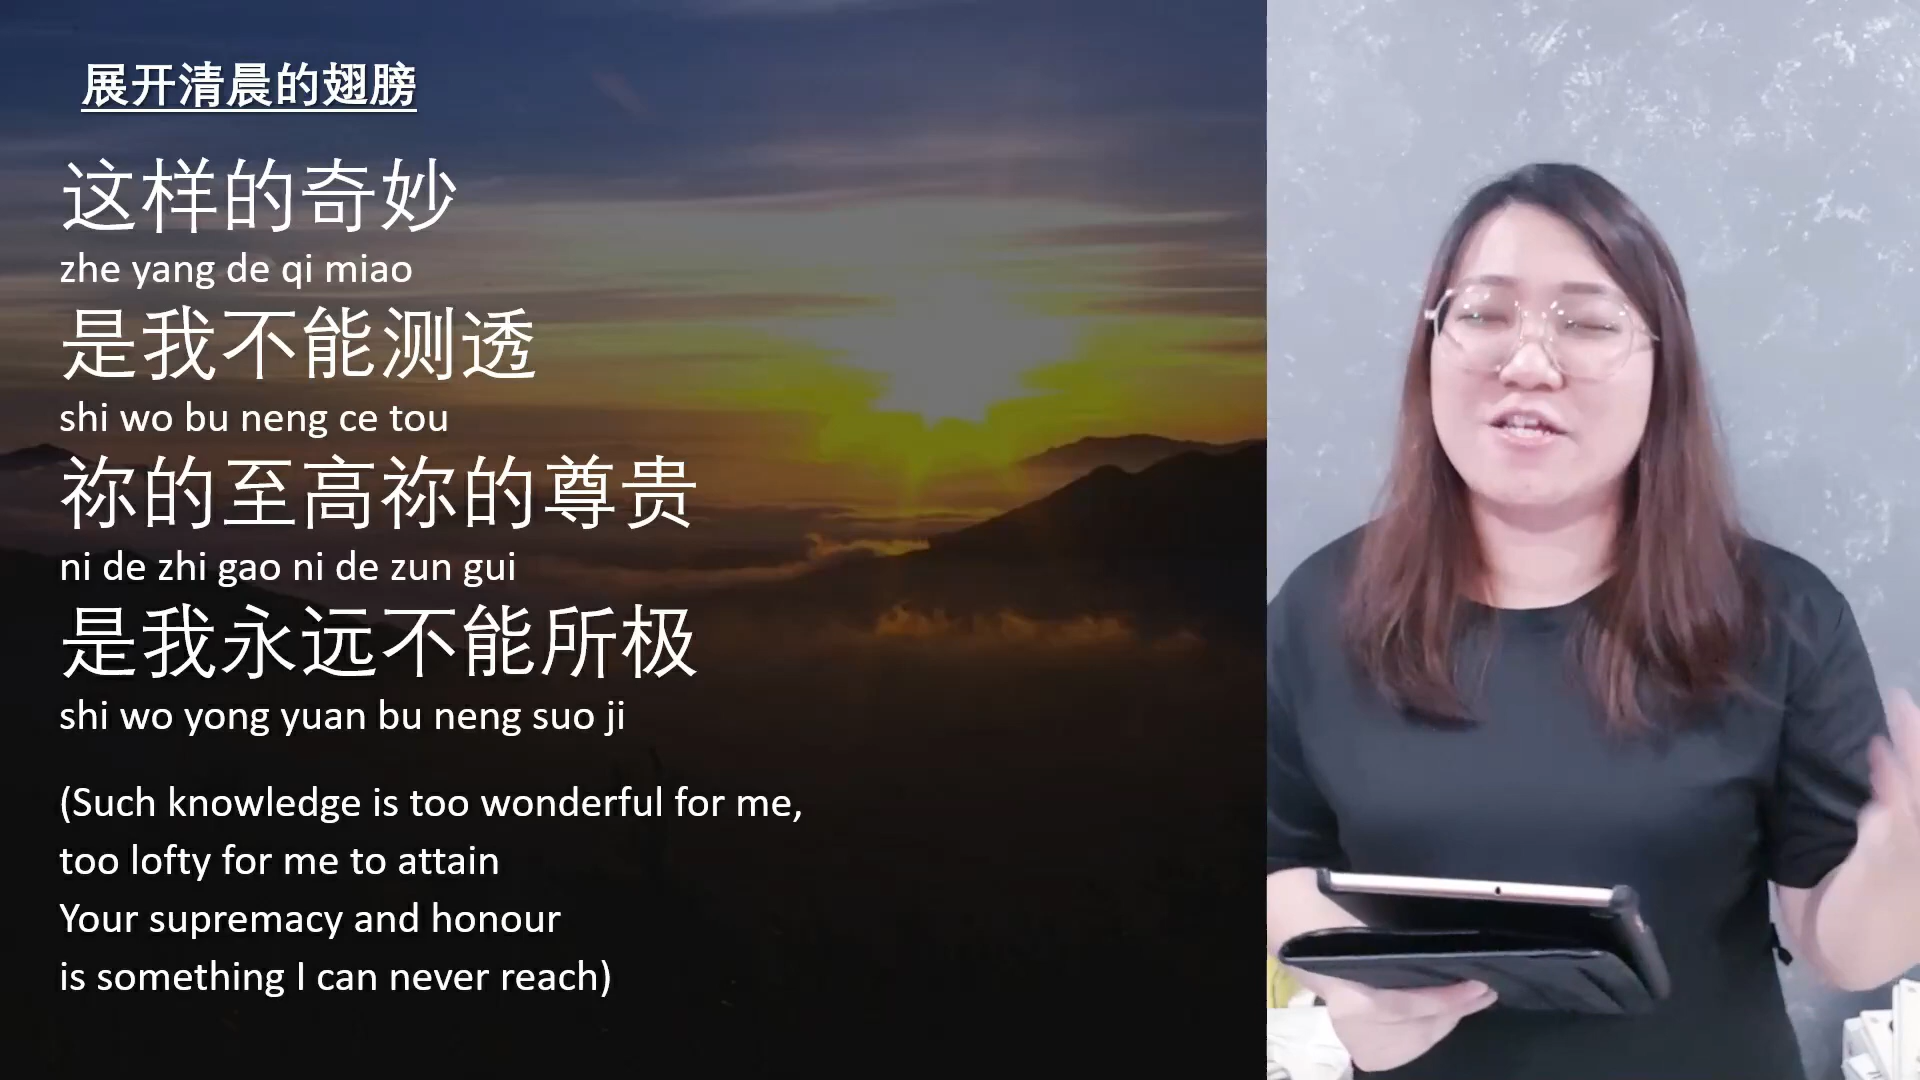 展开清晨的翅膀
这样的奇妙
zhe yang de qi miao
是我不能测透
shi wo bu neng ce tou
祢的至高祢的尊贵
ni de zhi gao ni de zun gui
是我永远不能所极
shi wo yong yuan bu neng suo ji
(Such knowledge is too wonderful for me,
too lofty for me to attain
Your supremacy and honour
is something I can never reach)